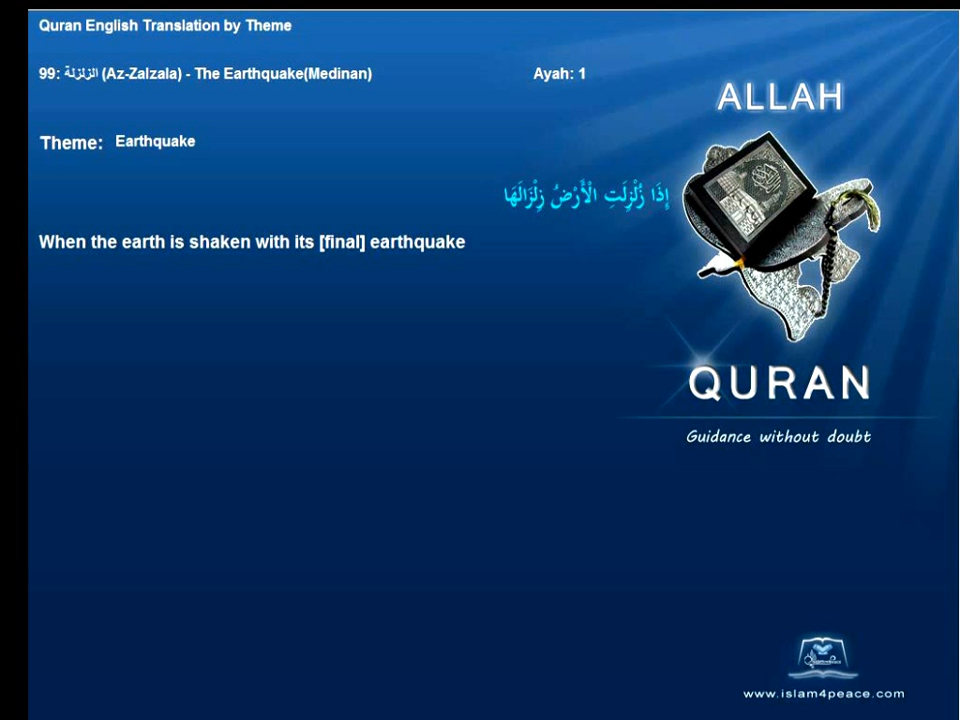 Quran English Translation by Theme
99: الزلزلة (Az-Zalzala) - The Earthquake(Medinan)
Ayah: 1
ALLAH
Theme: Earthquake
إِذَا زُلْزِلَتِ الْأَرْضُ زِلْزَالَهَا
When the earth is shaken with its [final] earthquake
QURAN
Guidance without doubt
www.islam4peace.com